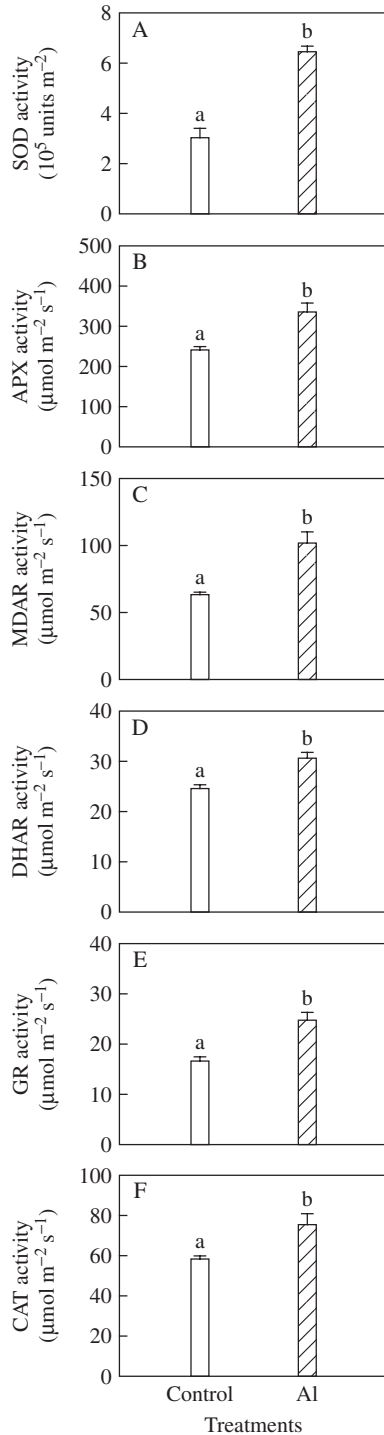 A
SOD activity
(10⁵ units m⁻²)
8
6
4
2
0
a
b
B
APX activity
(μmol m⁻² s⁻¹)
500
400
300
200
100
0
a
b
C
MDAR activity
(μmol m⁻² s⁻¹)
150
100
50
0
a
b
D
DHAR activity
(μmol m⁻² s⁻¹)
40
30
20
10
0
a
b
E
GR activity
(μmol m⁻² s⁻¹)
40
30
20
10
0
a
b
F
CAT activity
(μmol m⁻² s⁻¹)
100
80
60
40
20
0
a
b
Control Al
Treatments